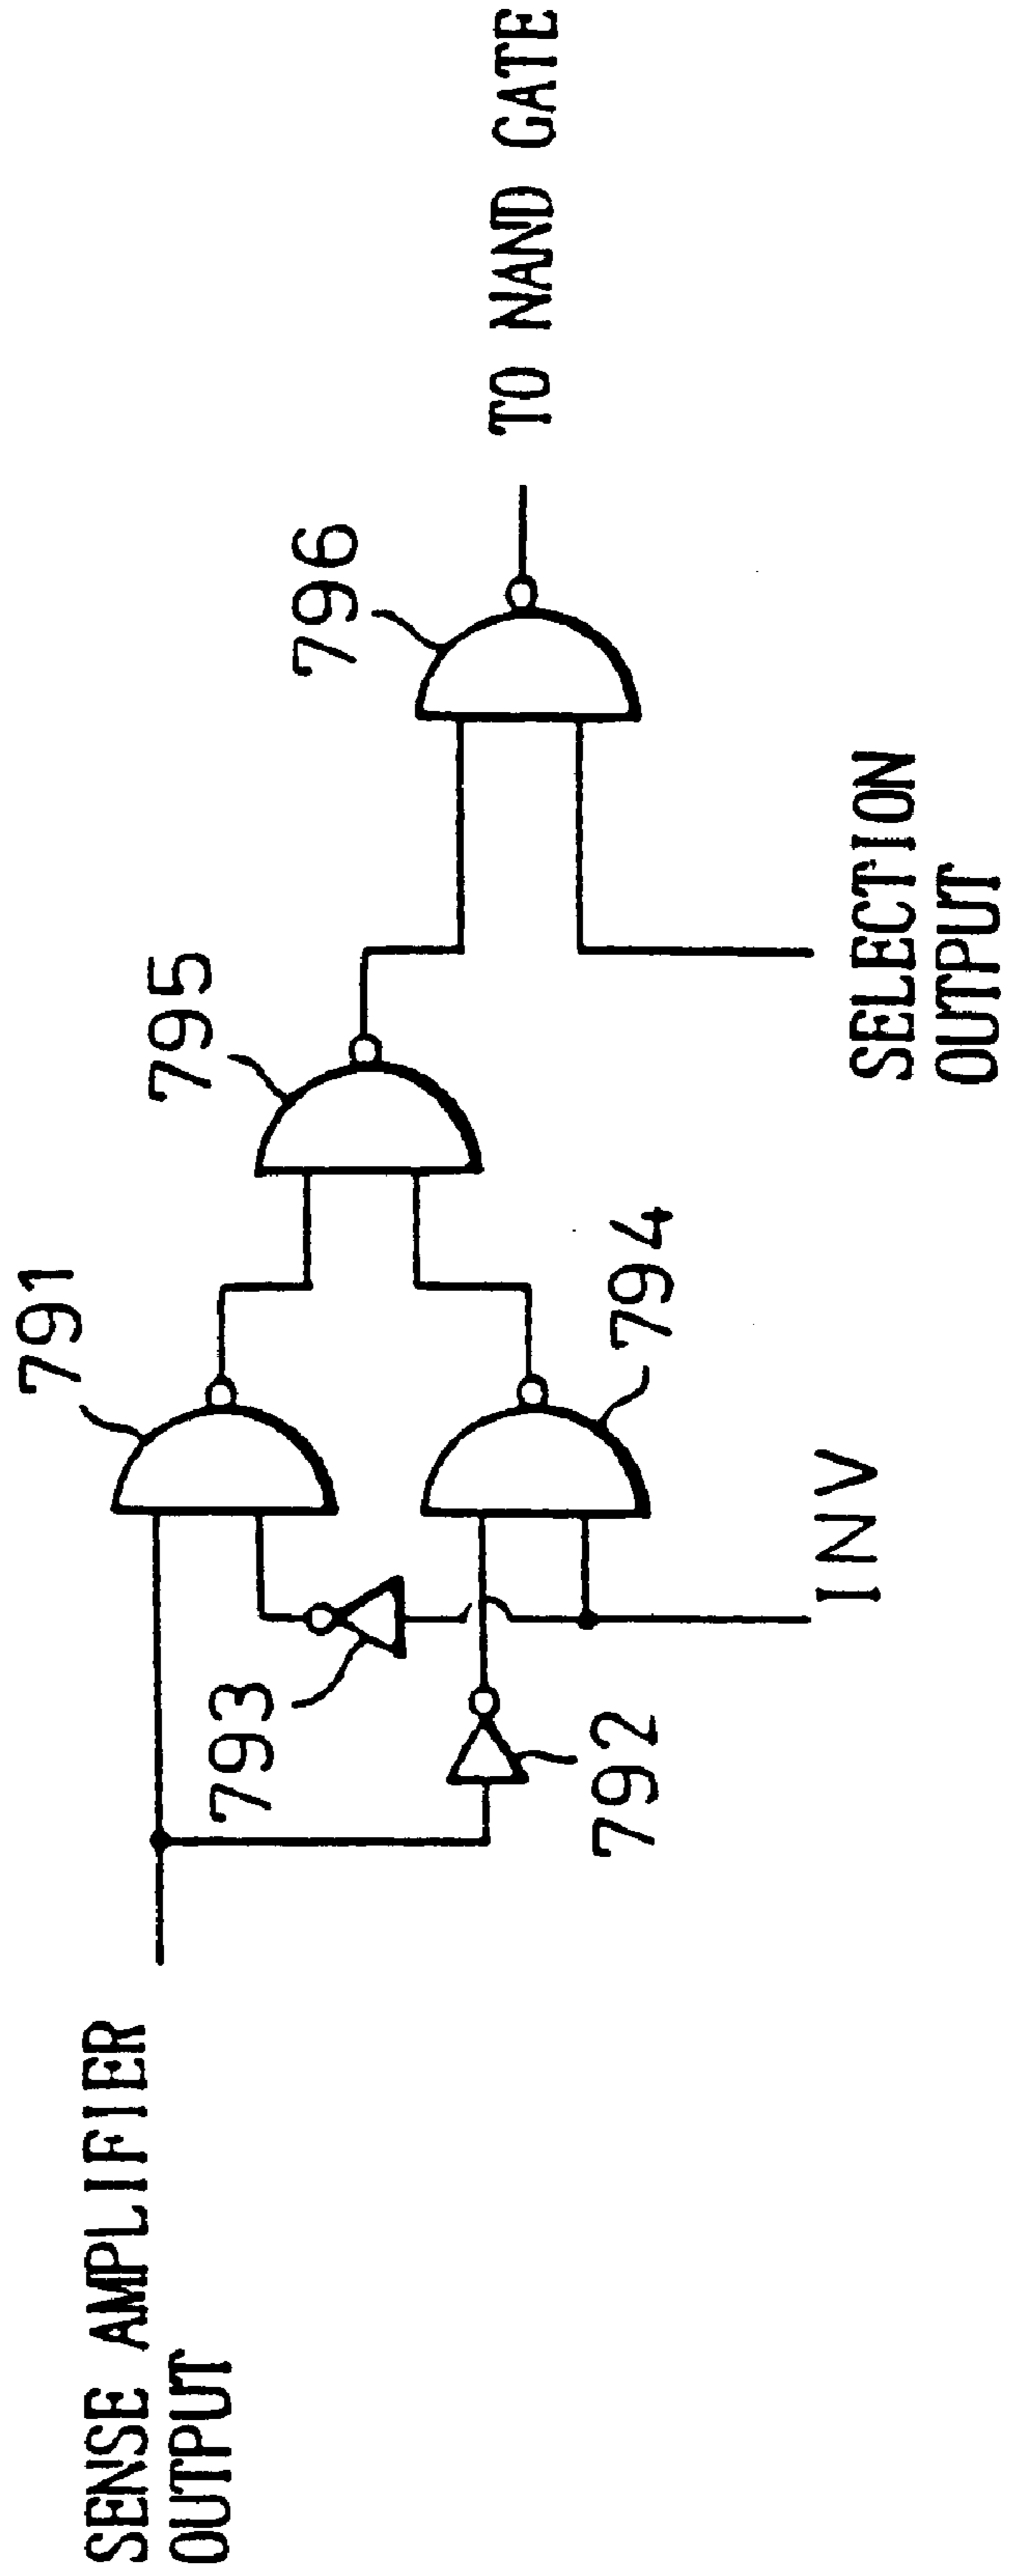 SENSE AMPLIFIER
OUTPUT
791
793
792
INV
794
795
SELECTION
OUTPUT
796
TO NAND GATE